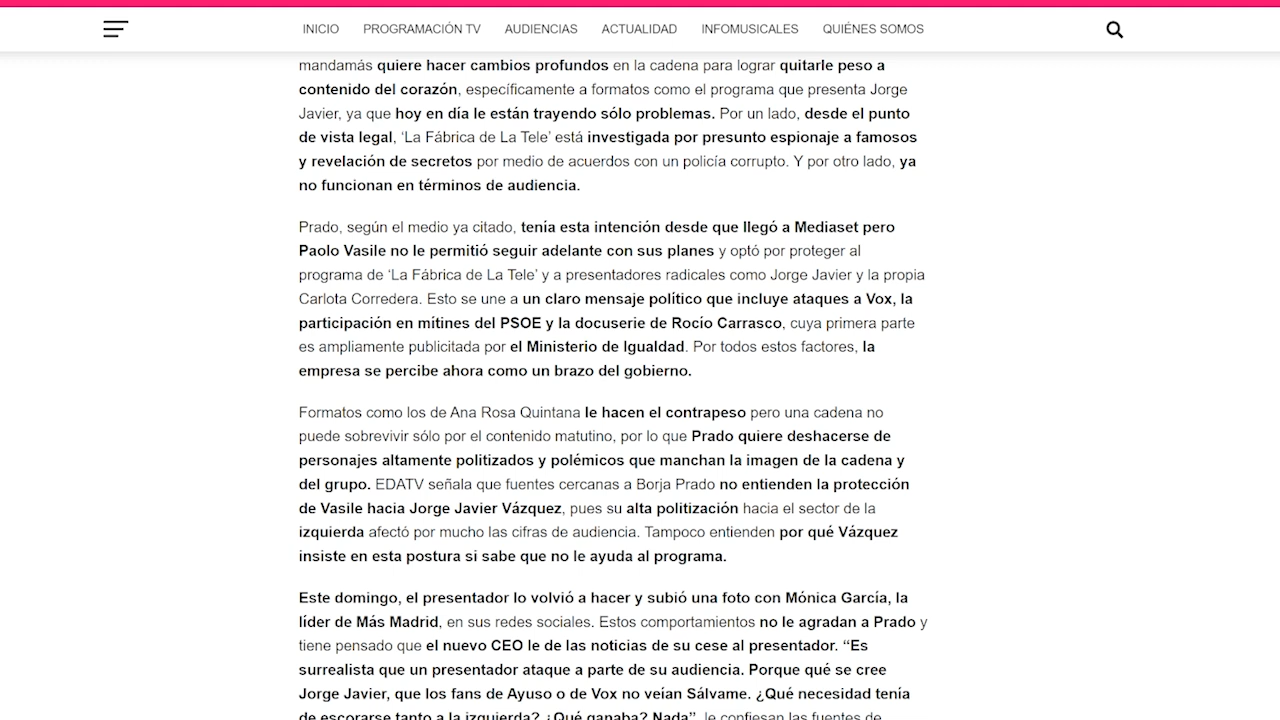 INICIO PROGRAMACIÓN TV AUDIENCIAS ACTUALIDAD INFOMUSICALES QUIÉNES SOMOS
mandamás quiere hacer cambios profundos en la cadena para lograr quitarle peso a
contenido del corazón, específicamente a formatos como el programa que presenta Jorge
Javier, ya que hoy en día le están trayendo sólo problemas. Por un lado, desde el punto
de vista legal, ‘La Fábrica de La Tele’ está investigada por presunto espionaje a famosos
y revelación de secretos por medio de acuerdos con un policía corrupto. Y por otro lado, ya
no funcionan en términos de audiencia.
Prado, según el medio ya citado, tenía esta intención desde que llegó a Mediaset pero
Paolo Vasile no le permitió seguir adelante con sus planes y optó por proteger al
programa de ‘La Fábrica de La Tele’ y a presentadores radicales como Jorge Javier y la propia
Carlota Corredera. Esto se une a un claro mensaje político que incluye ataques a Vox, la
participación en mítines del PSOE y la docuserie de Rocío Carrasco, cuya primera parte
es ampliamente publicitada por el Ministerio de Igualdad. Por todos estos factores, la
empresa se percibe ahora como un brazo del gobierno.
Formatos como los de Ana Rosa Quintana le hacen el contrapeso pero una cadena no
puede sobrevivir sólo por el contenido matutino, por lo que Prado quiere deshacerse de
personajes altamente politizados y polémicos que manchan la imagen de la cadena y
del grupo. EDATV señala que fuentes cercanas a Borja Prado no entienden la protección
de Vasile hacia Jorge Javier Vázquez, pues su alta politización hacia el sector de la
izquierda afectó por mucho las cifras de audiencia. Tampoco entienden por qué Vázquez
insiste en esta postura si sabe que no le ayuda al programa.
Este domingo, el presentador lo volvió a hacer y subió una foto con Mónica García, la
líder de Más Madrid, en sus redes sociales. Estos comportamientos no le agradan a Prado y
tiene pensado que el nuevo CEO le de las noticias de su cese al presentador. “Es
surrealista que un presentador ataque a parte de su audiencia. Porque qué se cree
Jorge Javier, que los fans de Ayuso o de Vox no veían Sálvame. ¿Qué necesidad tenía
de escorarse tanto a la izquierda? ¿Qué ganaba? Nada”, le confiesan las fuentes de